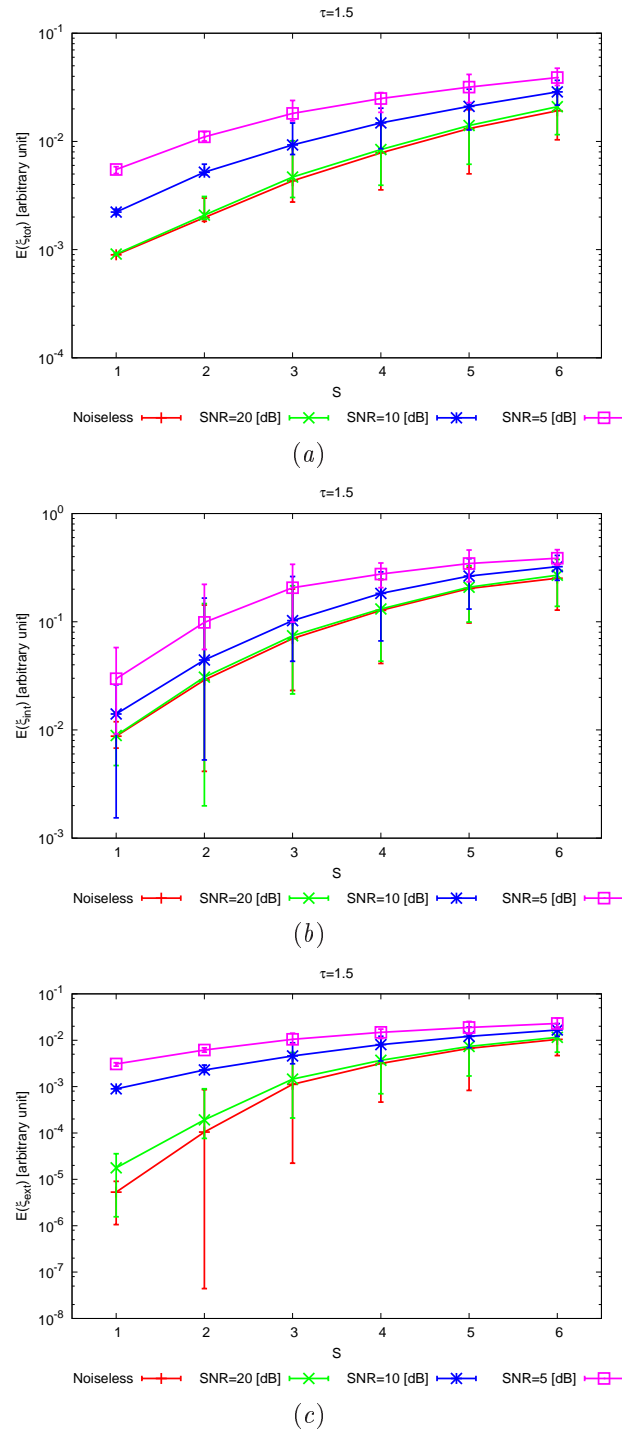 τ=1.5
10⁻¹
10⁻²
10⁻³
10⁻⁴
E(ξ_tot) [arbitrary unit]
1 2 3 4 5 6
S
Noiseless SNR=20 [dB] SNR=10 [dB] SNR=5 [dB]
(a)
τ=1.5
10⁰
10⁻¹
10⁻²
10⁻³
E(ξ_int) [arbitrary unit]
1 2 3 4 5 6
S
Noiseless SNR=20 [dB] SNR=10 [dB] SNR=5 [dB]
(b)
τ=1.5
10⁻¹
10⁻²
10⁻³
10⁻⁴
10⁻⁵
10⁻⁶
10⁻⁷
10⁻⁸
E(ξ_ext) [arbitrary unit]
1 2 3 4 5 6
S
Noiseless SNR=20 [dB] SNR=10 [dB] SNR=5 [dB]
(c)